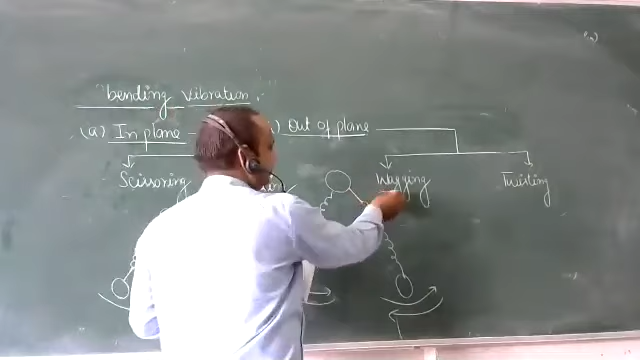 bending vibration
(a) In plane ) Out of plane
Scissoring Wagging Twisting